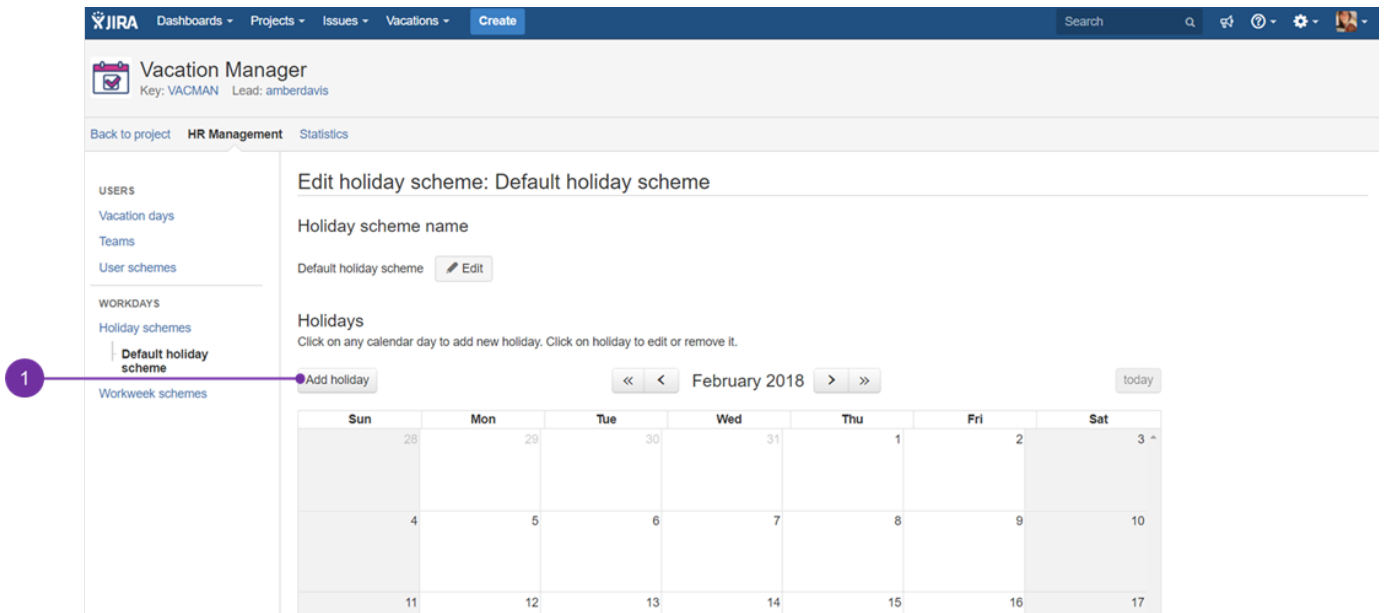 JIRA Dashboards Projects Issues Vacations Create Search
Vacation Manager
Key: VACMAN Lead: amberdavis
Back to project HR Management Statistics
USERS
Vacation days
Teams
User schemes
WORKDAYS
Holiday schemes
Default holiday
scheme
Workweek schemes
Edit holiday scheme: Default holiday scheme
Holiday scheme name
Default holiday scheme Edit
Holidays
Click on any calendar day to add new holiday. Click on holiday to edit or remove it.
1 Add holiday « < February 2018 > » today
Sun Mon Tue Wed Thu Fri Sat
28 29 30 31 1 2 3
4 5 6 7 8 9 10
11 12 13 14 15 16 17